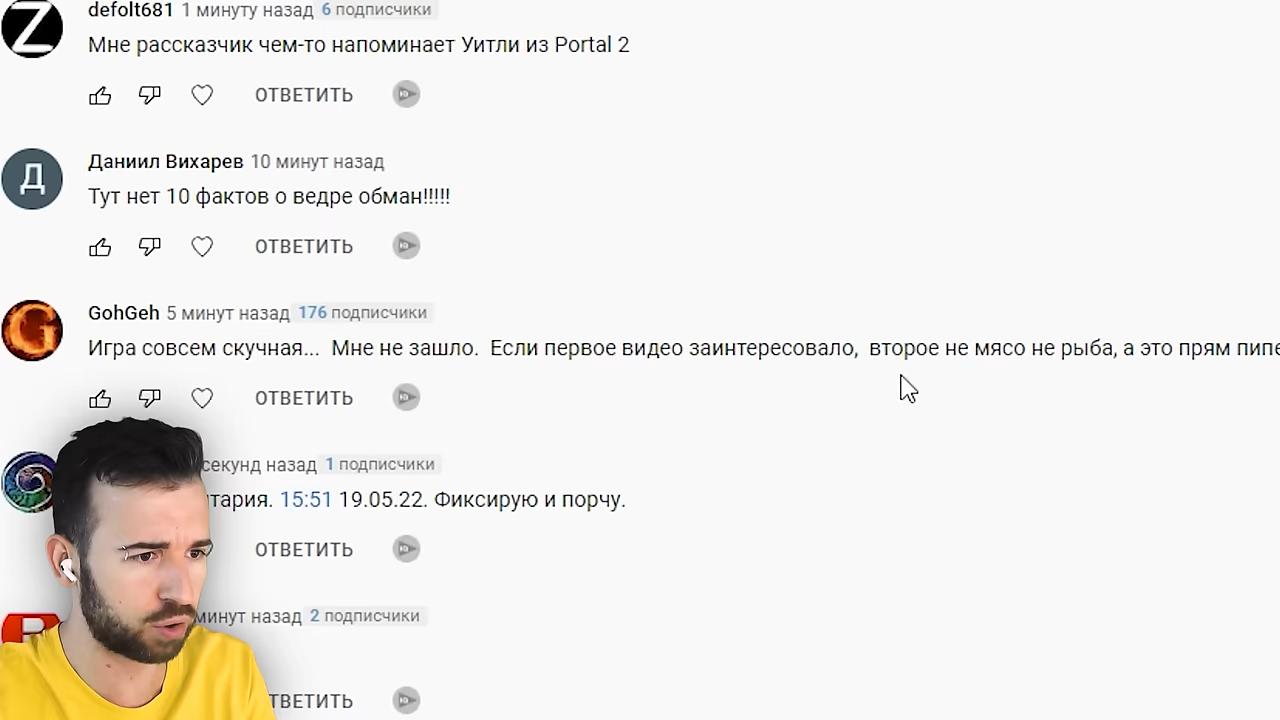 defolt681 1 минуту назад 6 подписчики
Мне рассказчик чем-то напоминает Уитли из Portal 2
ОТВЕТИТЬ
Д
Даниил Вихарев 10 минут назад
Тут нет 10 фактов о ведре обман!!!!!
ОТВЕТИТЬ
GohGeh 5 минут назад 176 подписчики
Игра совсем скучная... Мне не зашло. Если первое видео заинтересовало, второе не мясо не рыба, а это прям пипе
ОТВЕТИТЬ
секунд назад 1 подписчики
тария. 15:51 19.05.22. Фиксирую и порчу.
ОТВЕТИТЬ
минут назад 2 подписчики
ТВЕТИТЬ